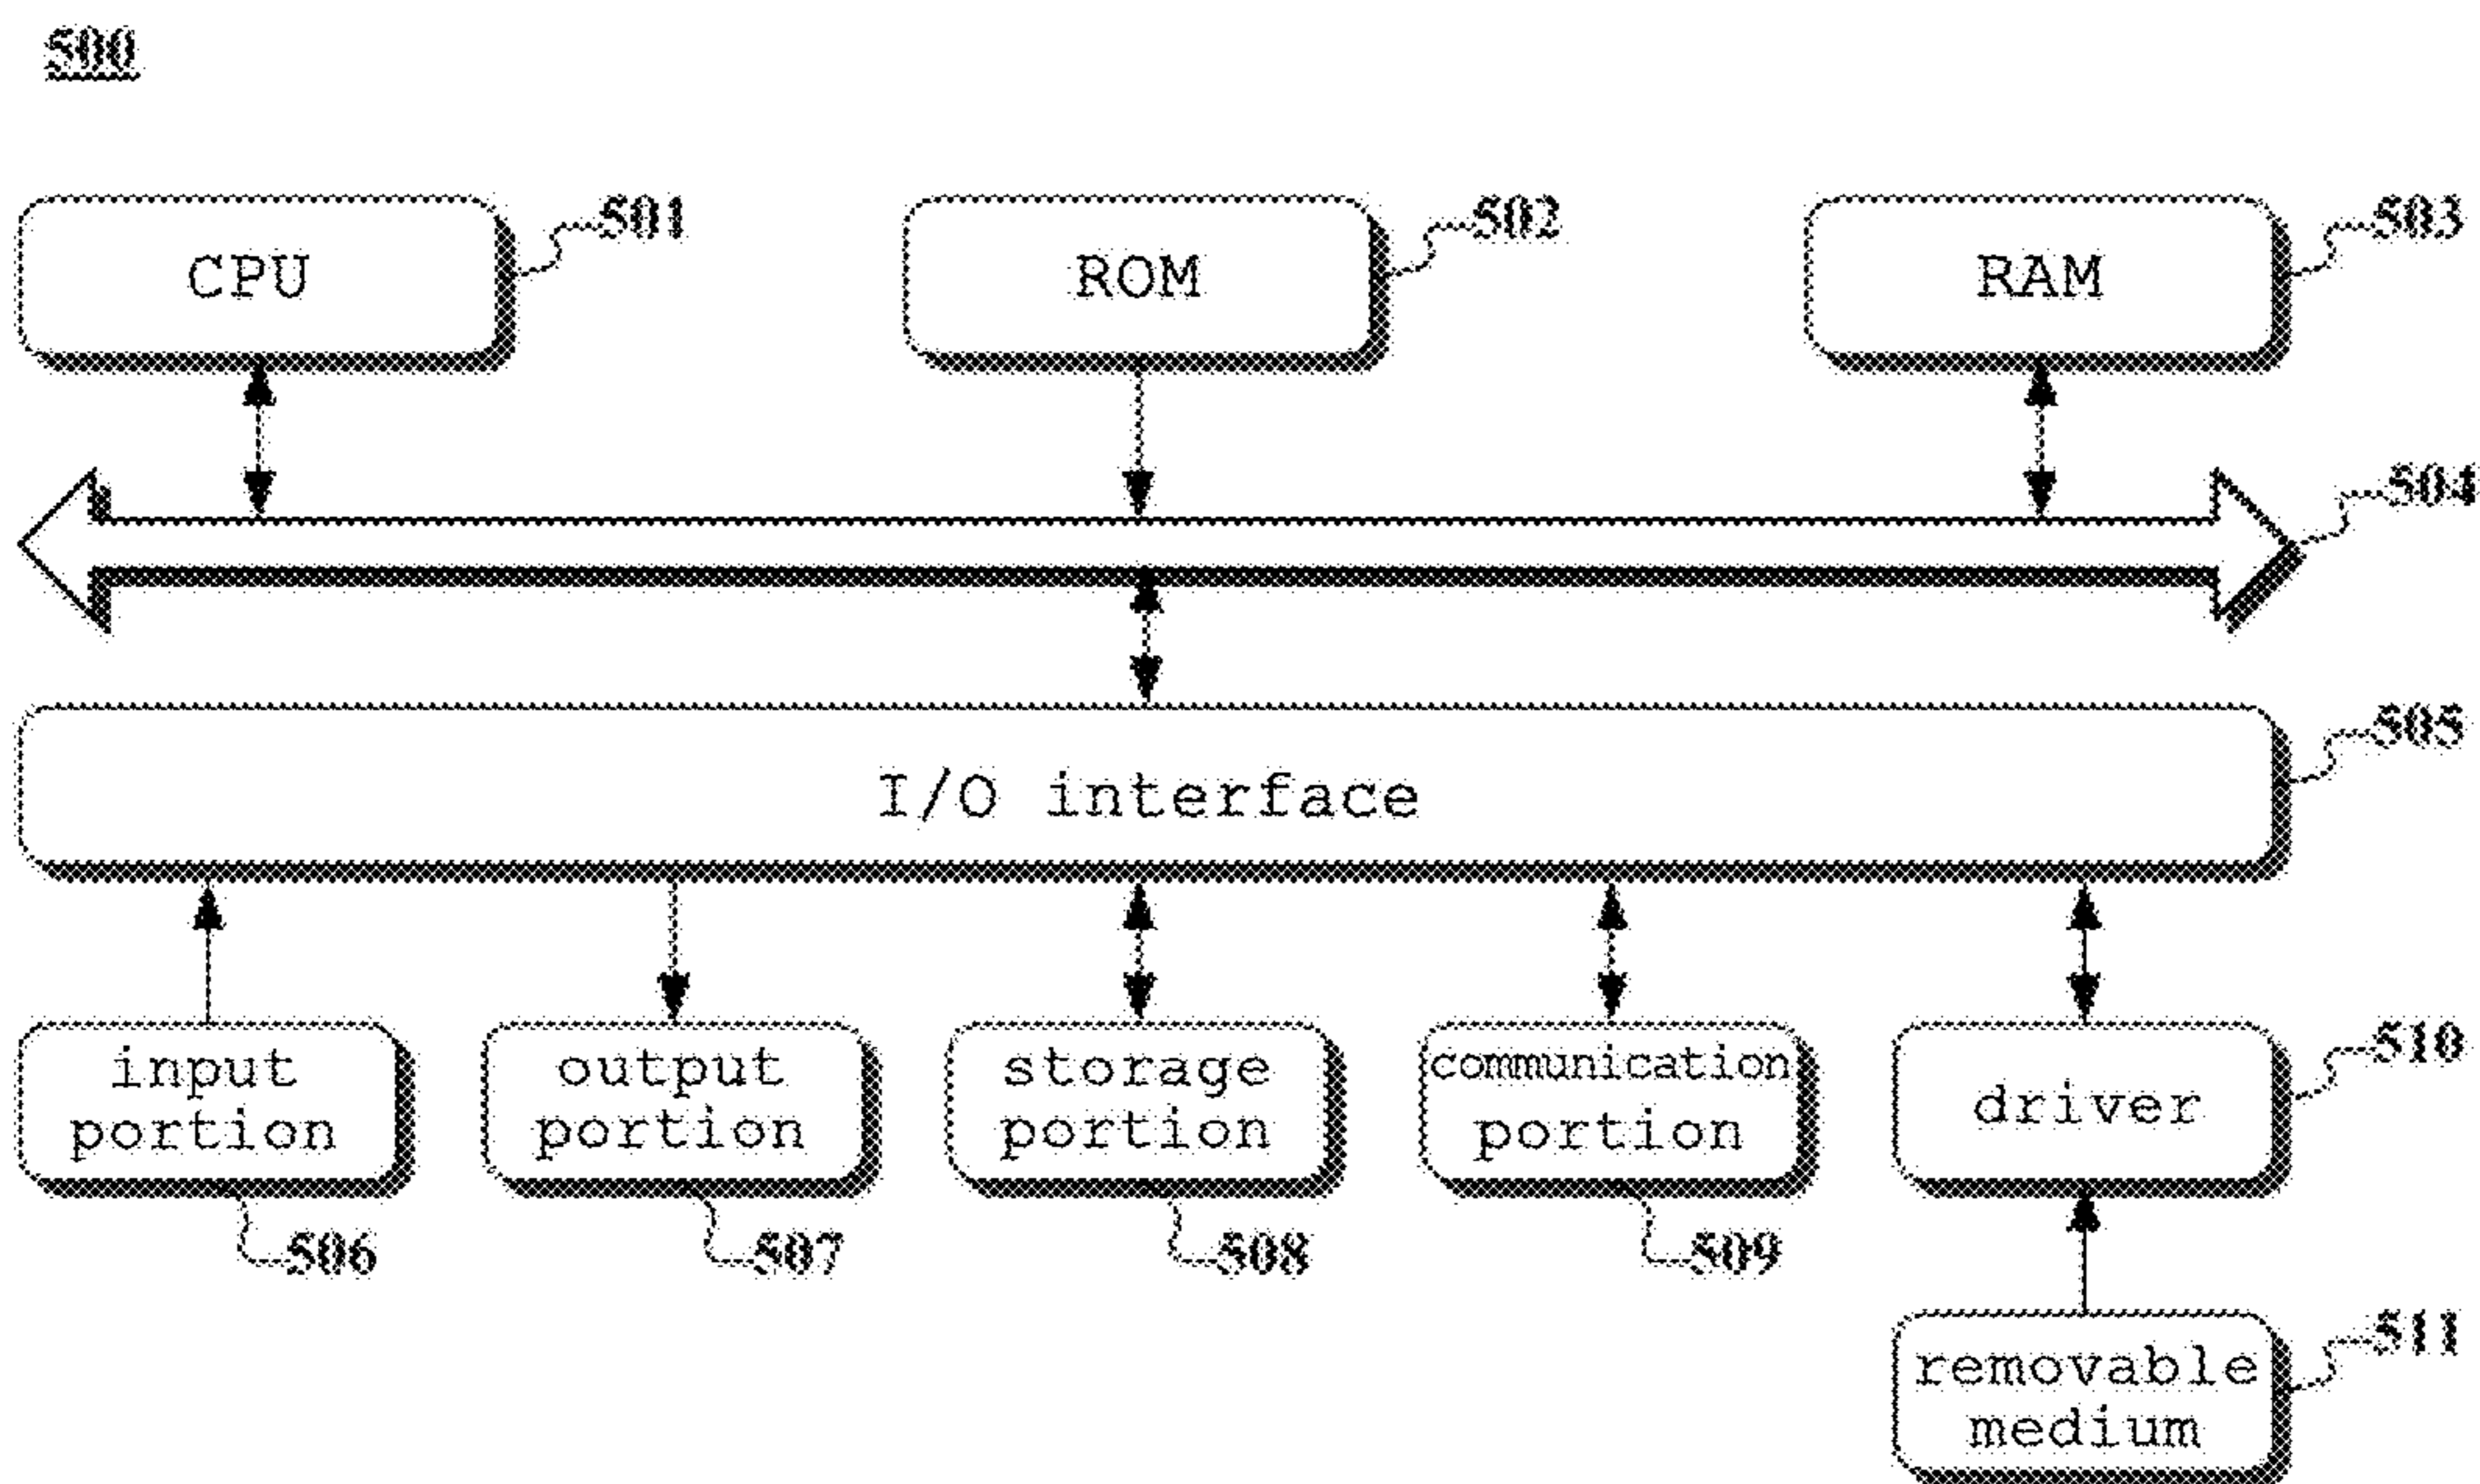 500
CPU
501
ROM
502
RAM
503
504
I/O interface
505
input
portion
506
output
portion
507
storage
portion
508
communication
portion
509
driver
510
removable
medium
511